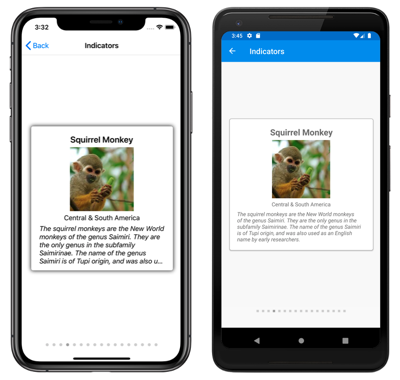 3:32
Back
Indicators
Squirrel Monkey
Central & South America
The squirrel monkeys are the New World
monkeys of the genus Saimiri. They are
the only genus in the subfamily
Saimirinae. The name of the genus
Saimiri is of Tupi origin, and was also u...
3:45
Indicators
Squirrel Monkey
Central & South America
The squirrel monkeys are the New World monkeys
of the genus Saimiri. They are the only genus in the
subfamily Saimirinae. The name of the genus Saimiri
is of Tupi origin, and was also used as an English
name by early researchers.